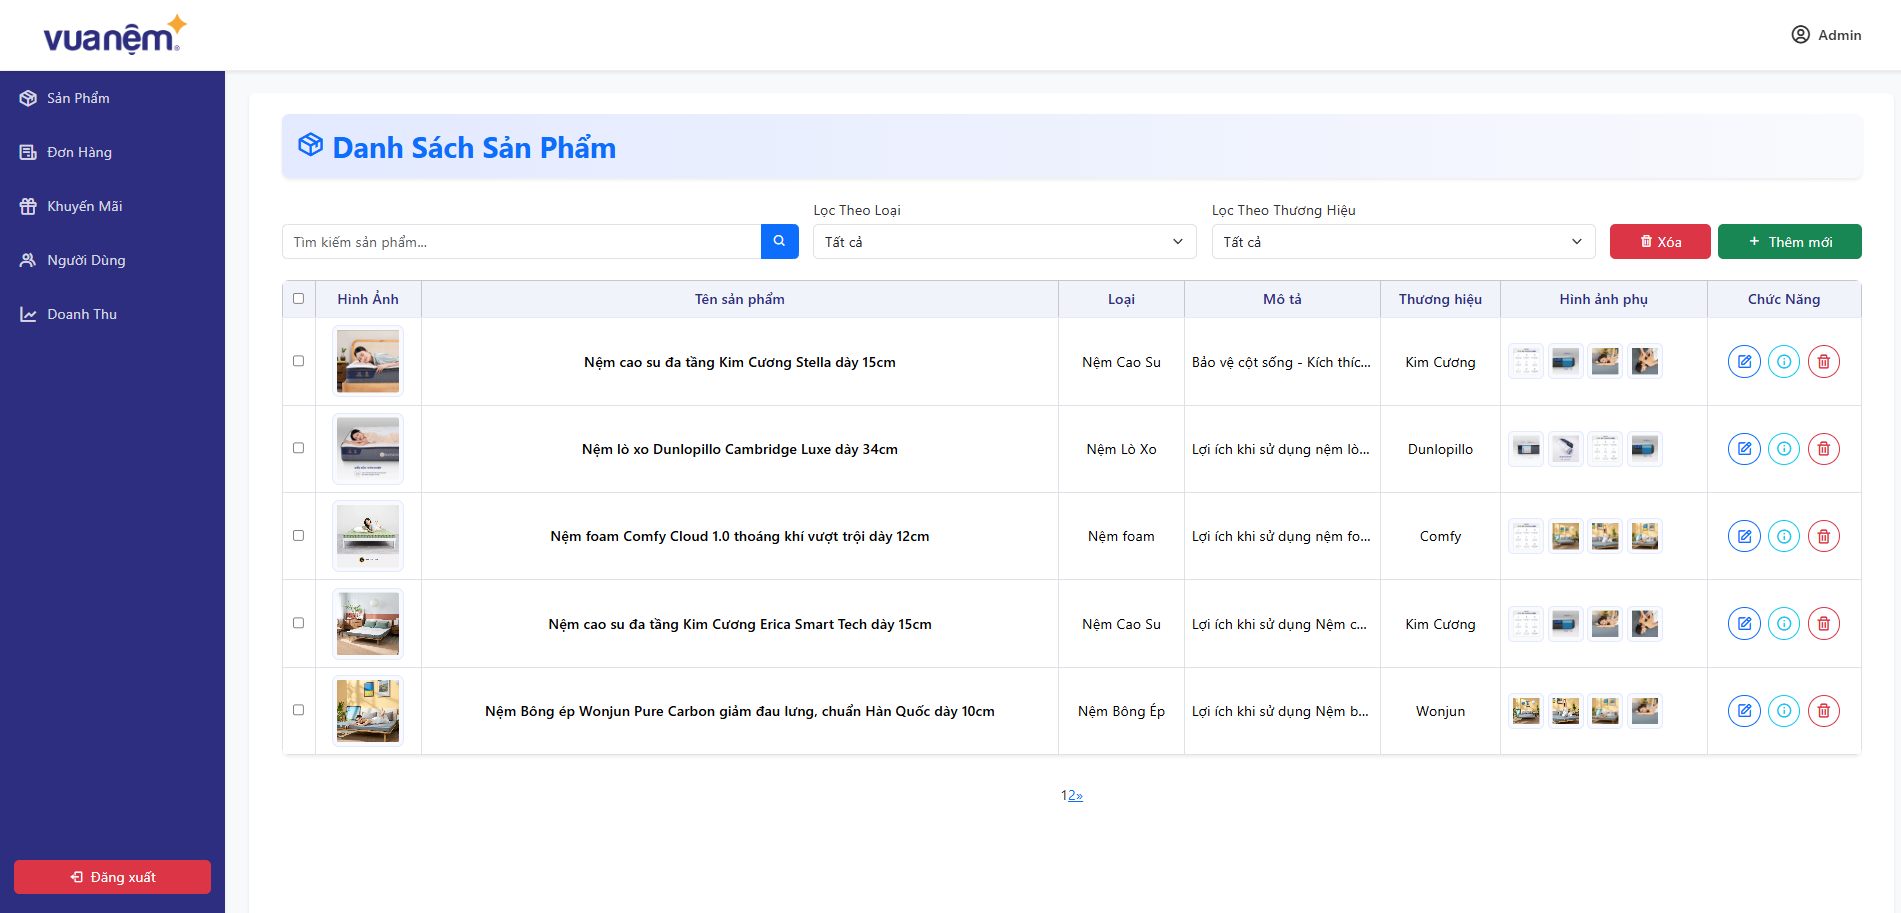 vuanệm®
Admin
Sản Phẩm
Đơn Hàng
Khuyến Mãi
Người Dùng
Doanh Thu
Đăng xuất
Danh Sách Sản Phẩm
Lọc Theo Loại
Lọc Theo Thương Hiệu
Tìm kiếm sản phẩm...
Tất cả
Tất cả
Xóa
+ Thêm mới
Hình Ảnh Tên sản phẩm Loại Mô tả Thương hiệu Hình ảnh phụ Chức Năng
Nệm cao su đa tầng Kim Cương Stella dày 15cm Nệm Cao Su Bảo vệ cột sống - Kích thíc... Kim Cương
Nệm lò xo Dunlopillo Cambridge Luxe dày 34cm Nệm Lò Xo Lợi ích khi sử dụng nệm lò... Dunlopillo
Nệm foam Comfy Cloud 1.0 thoáng khí vượt trội dày 12cm Nệm foam Lợi ích khi sử dụng nệm fo... Comfy
Nệm cao su đa tầng Kim Cương Erica Smart Tech dày 15cm Nệm Cao Su Lợi ích khi sử dụng Nệm c... Kim Cương
Nệm Bông ép Wonjun Pure Carbon giảm đau lưng, chuẩn Hàn Quốc dày 10cm Nệm Bông Ép Lợi ích khi sử dụng Nệm b... Wonjun
12»